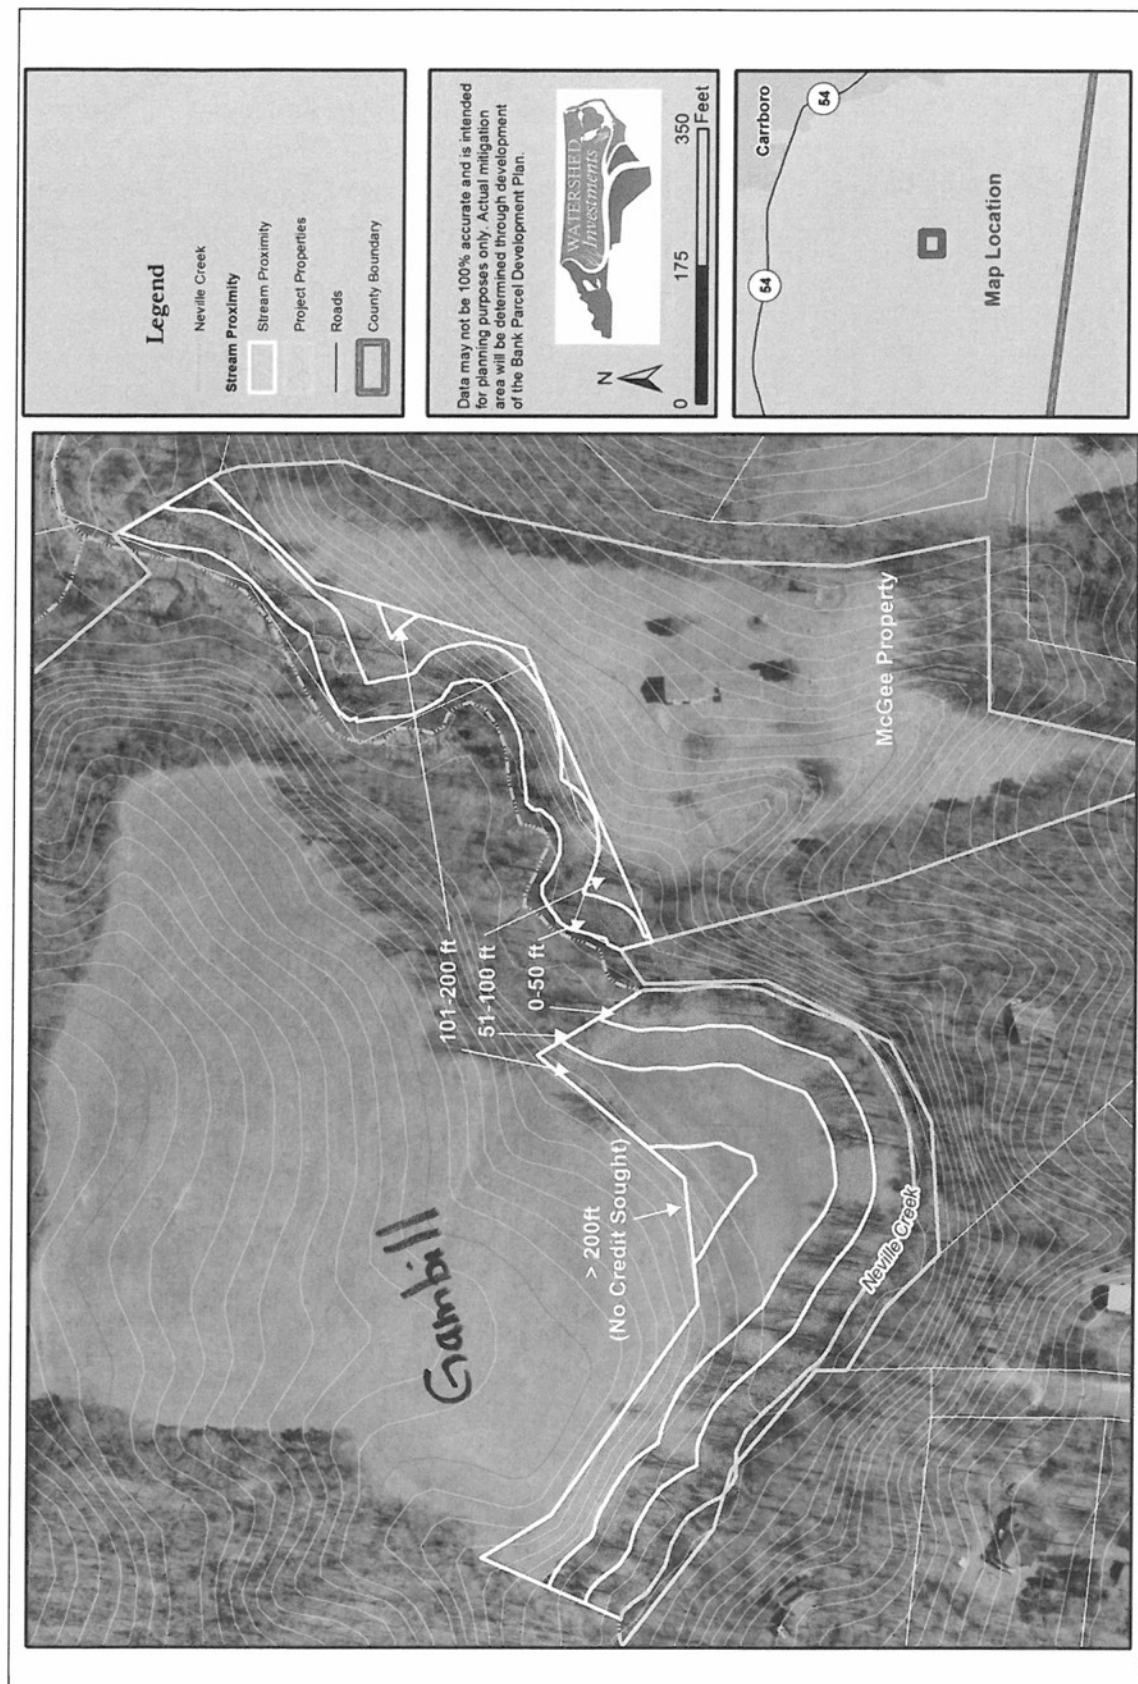 Legend
Neville Creek
Stream Proximity
Stream Proximity
Project Properties
Roads
County Boundary
Data may not be 100% accurate and is intended
for planning purposes only. Actual mitigation
area will be determined through development
of the Bank Parcel Development Plan.
WATERSHED
Investments
N
0 175 350
Feet
Carrboro
54
54
Map Location
101-200 ft
51-100 ft
0-50 ft
Gambill
> 200ft
(No Credit Sought)
Neville Creek
McGee Property